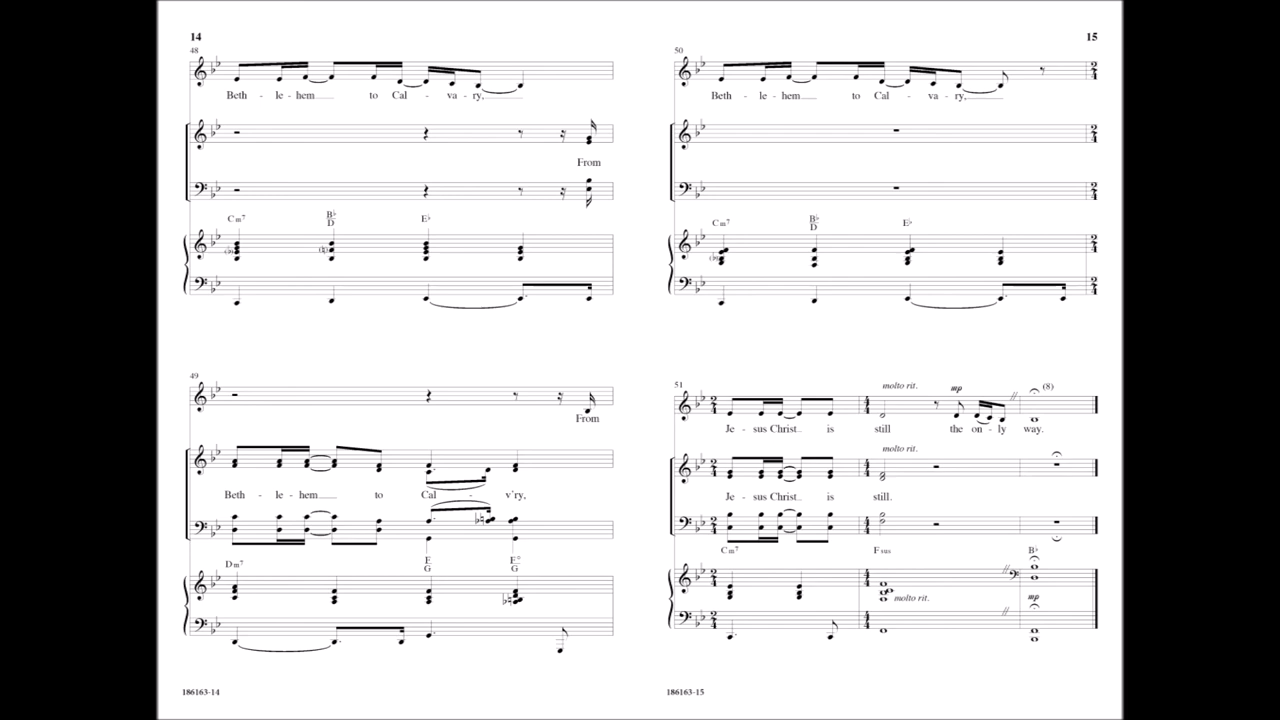 14
48
Beth - le - hem to Cal - va - ry,
From
Cm7 B♭/D E♭
49
From
Beth - le - hem to Cal - v'ry,
Dm7 E/G E°/G
186163-14
15
50
Beth - le - hem to Cal - va - ry,
Cm7 B♭/D E♭
51
molto rit. mp (8)
Je - sus Christ is still the on - ly way.
molto rit.
Je - sus Christ is still.
Cm7 Fsus B♭
molto rit. mp
186163-15